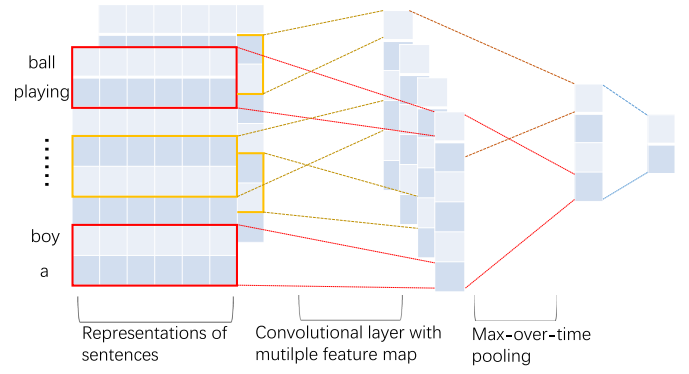 ball
playing
......
boy
a
Representations of
sentences
Convolutional layer with
mutilple feature map
Max-over-time
pooling